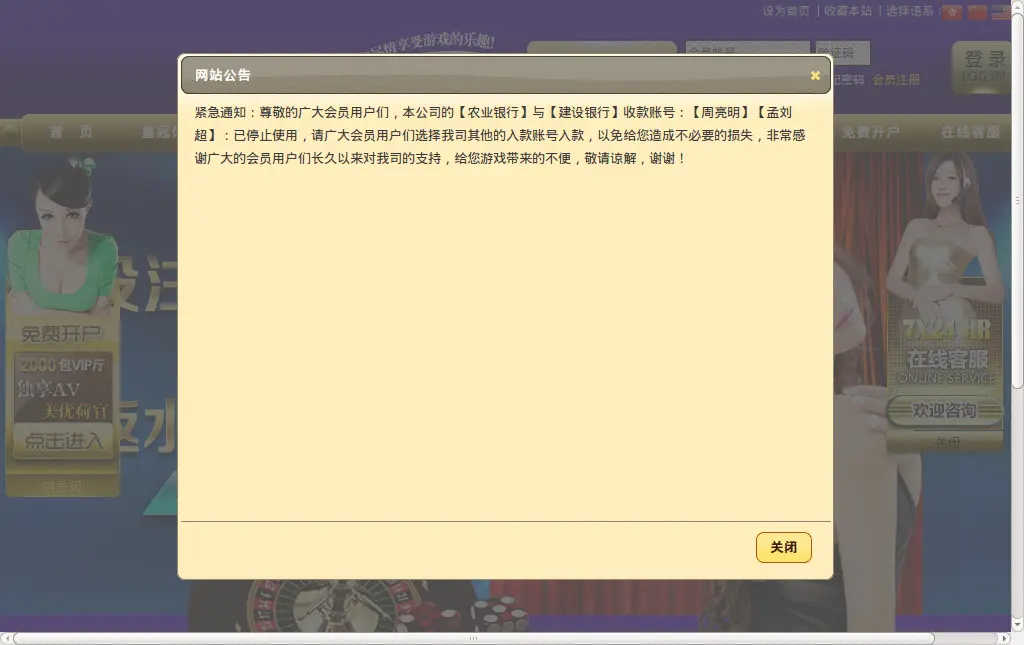 设为首页 | 收藏本站 | 选择语系：
尽情享受游戏的乐趣!
会员帐号
验证码
登 录
LOGIN
记密码 会员注册
首 页
皇冠体
免费开户
在线客服
网站公告
紧急通知：尊敬的广大会员用户们，本公司的【农业银行】与【建设银行】收款账号：【周亮明】【孟刘
超】：已停止使用，请广大会员用户们选择我司其他的入款账号入款，以免给您造成不必要的损失，非常感
谢广大的会员用户们长久以来对我司的支持，给您游戏带来的不便，敬请谅解，谢谢！
关闭
投注
返水
免费开户
2000 包VIP厅
独享AV
美优荷官
点击进入
7X24 HR
在线客服
ONLINE SERVICE
欢迎咨询
关闭